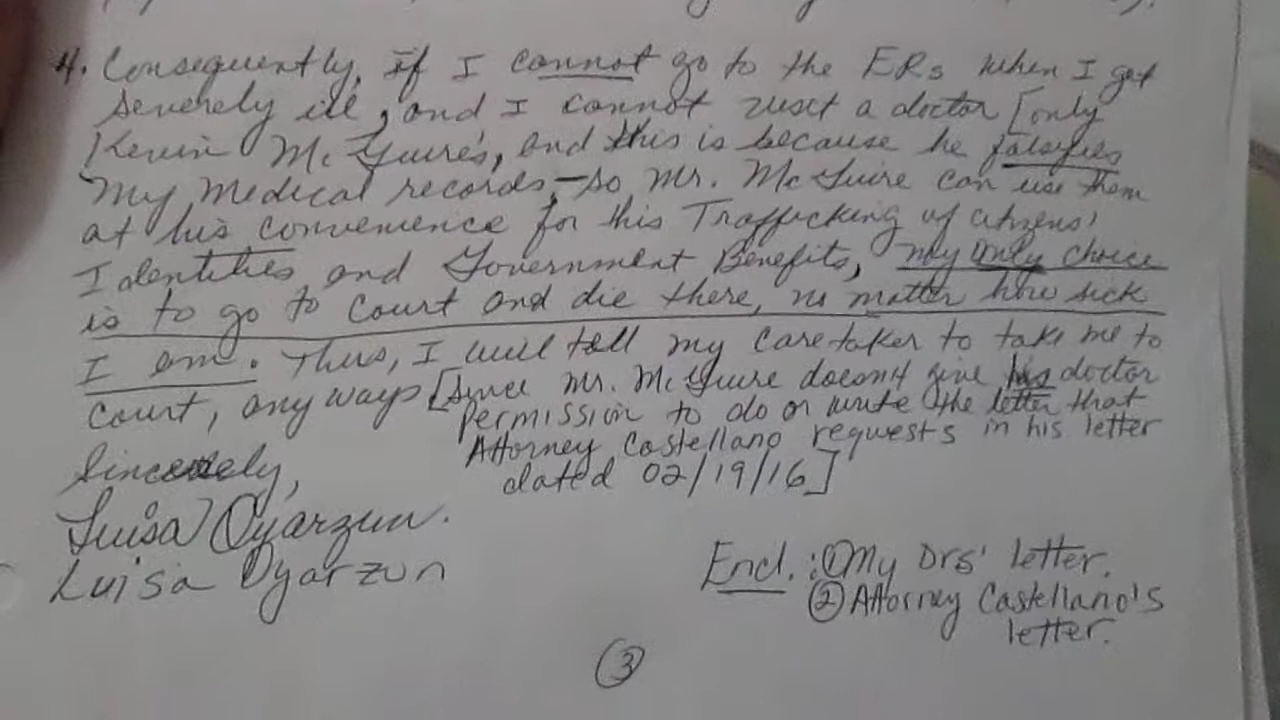 4. Consequently, if I cannot go to the ERs when I get
severely ill, and I cannot visit a doctor [only
Kevin McGuire's, and this is because he falsifies
my Medical records—so Mr. McGuire can use them
at his convenience for this Trafficking of citizens'
Identities and Government Benefits, my only choice
is to go to court and die there, no matter how sick
I am. Thus, I will tell my caretaker to take me to
court, anyways [Since Mr. McGuire doesn't give his doctor
permission to do or write the letter that
Attorney Castellano requests in his letter
dated 02/19/16]
Sincerely,
Luisa Oyarzun.
Luisa Oyarzun
Encl.: ① My Drs' letter.
② Attorney Castellano's
letter.
③